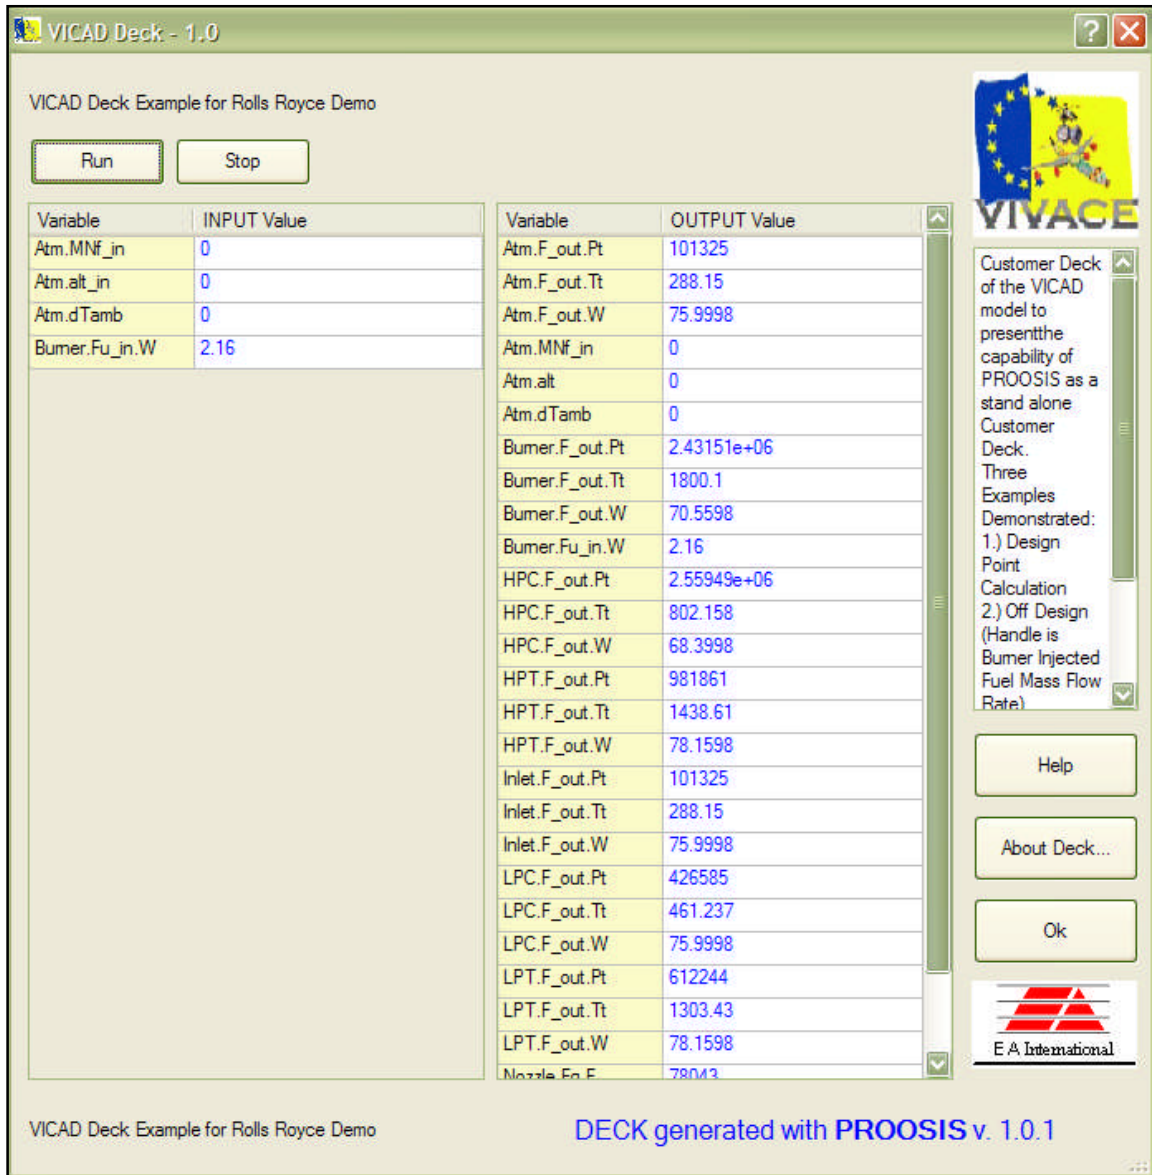 VICAD Deck - 1.0
VICAD Deck Example for Rolls Royce Demo
Run
Stop
Variable INPUT Value
Atm.MNf_in 0
Atm.alt_in 0
Atm.dTamb 0
Burner.Fu_in.W 2.16
Variable OUTPUT Value
Atm.F_out.Pt 101325
Atm.F_out.Tt 288.15
Atm.F_out.W 75.9998
Atm.MNf_in 0
Atm.alt 0
Atm.dTamb 0
Burner.F_out.Pt 2.43151e+06
Burner.F_out.Tt 1800.1
Burner.F_out.W 70.5598
Burner.Fu_in.W 2.16
HPC.F_out.Pt 2.55949e+06
HPC.F_out.Tt 802.158
HPC.F_out.W 68.3998
HPT.F_out.Pt 981861
HPT.F_out.Tt 1438.61
HPT.F_out.W 78.1598
Inlet.F_out.Pt 101325
Inlet.F_out.Tt 288.15
Inlet.F_out.W 75.9998
LPC.F_out.Pt 426585
LPC.F_out.Tt 461.237
LPC.F_out.W 75.9998
LPT.F_out.Pt 612244
LPT.F_out.Tt 1303.43
LPT.F_out.W 78.1598
Nozzle.Fg.F 78043
VIVACE
Customer Deck
of the VICAD
model to
presentthe
capability of
PROOSIS as a
stand alone
Customer
Deck.
Three
Examples
Demonstrated:
1.) Design
Point
Calculation
2.) Off Design
(Handle is
Burner Injected
Fuel Mass Flow
Rate)
Help
About Deck...
Ok
E A International
VICAD Deck Example for Rolls Royce Demo
DECK generated with PROOSIS v. 1.0.1